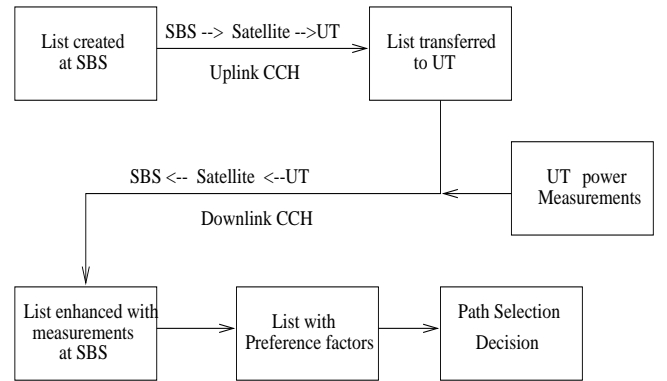 List created
at SBS
SBS --> Satellite -->UT
Uplink CCH
List transferred
to UT
SBS <-- Satellite <--UT
Downlink CCH
UT power
Measurements
List enhanced with
measurements
at SBS
List with
Preference factors
Path Selection
Decision